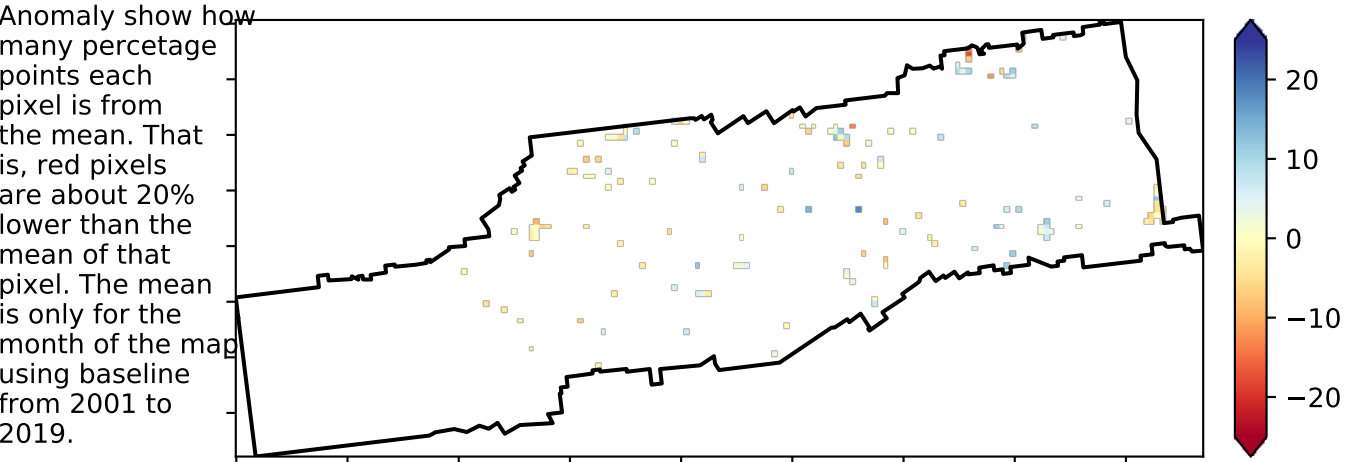 Anomaly show how
many percetage
points each
pixel is from
the mean. That
is, red pixels
are about 20%
lower than the
mean of that
pixel. The mean
is only for the
month of the map
using baseline
from 2001 to
2019.
20
10
0
−10
−20